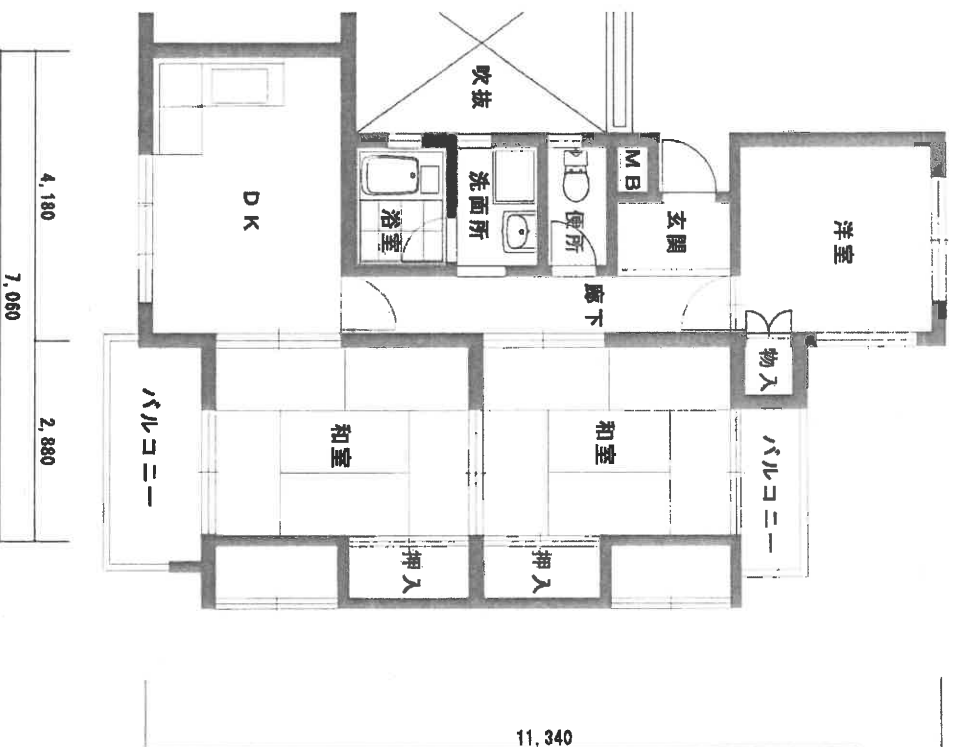 吹抜
MB
洗面所
便所
浴室
玄関
DK
洋室
廊下
物入
和室
和室
バルコニー
バルコニー
押入
押入
4,180
2,880
7,060
11,340